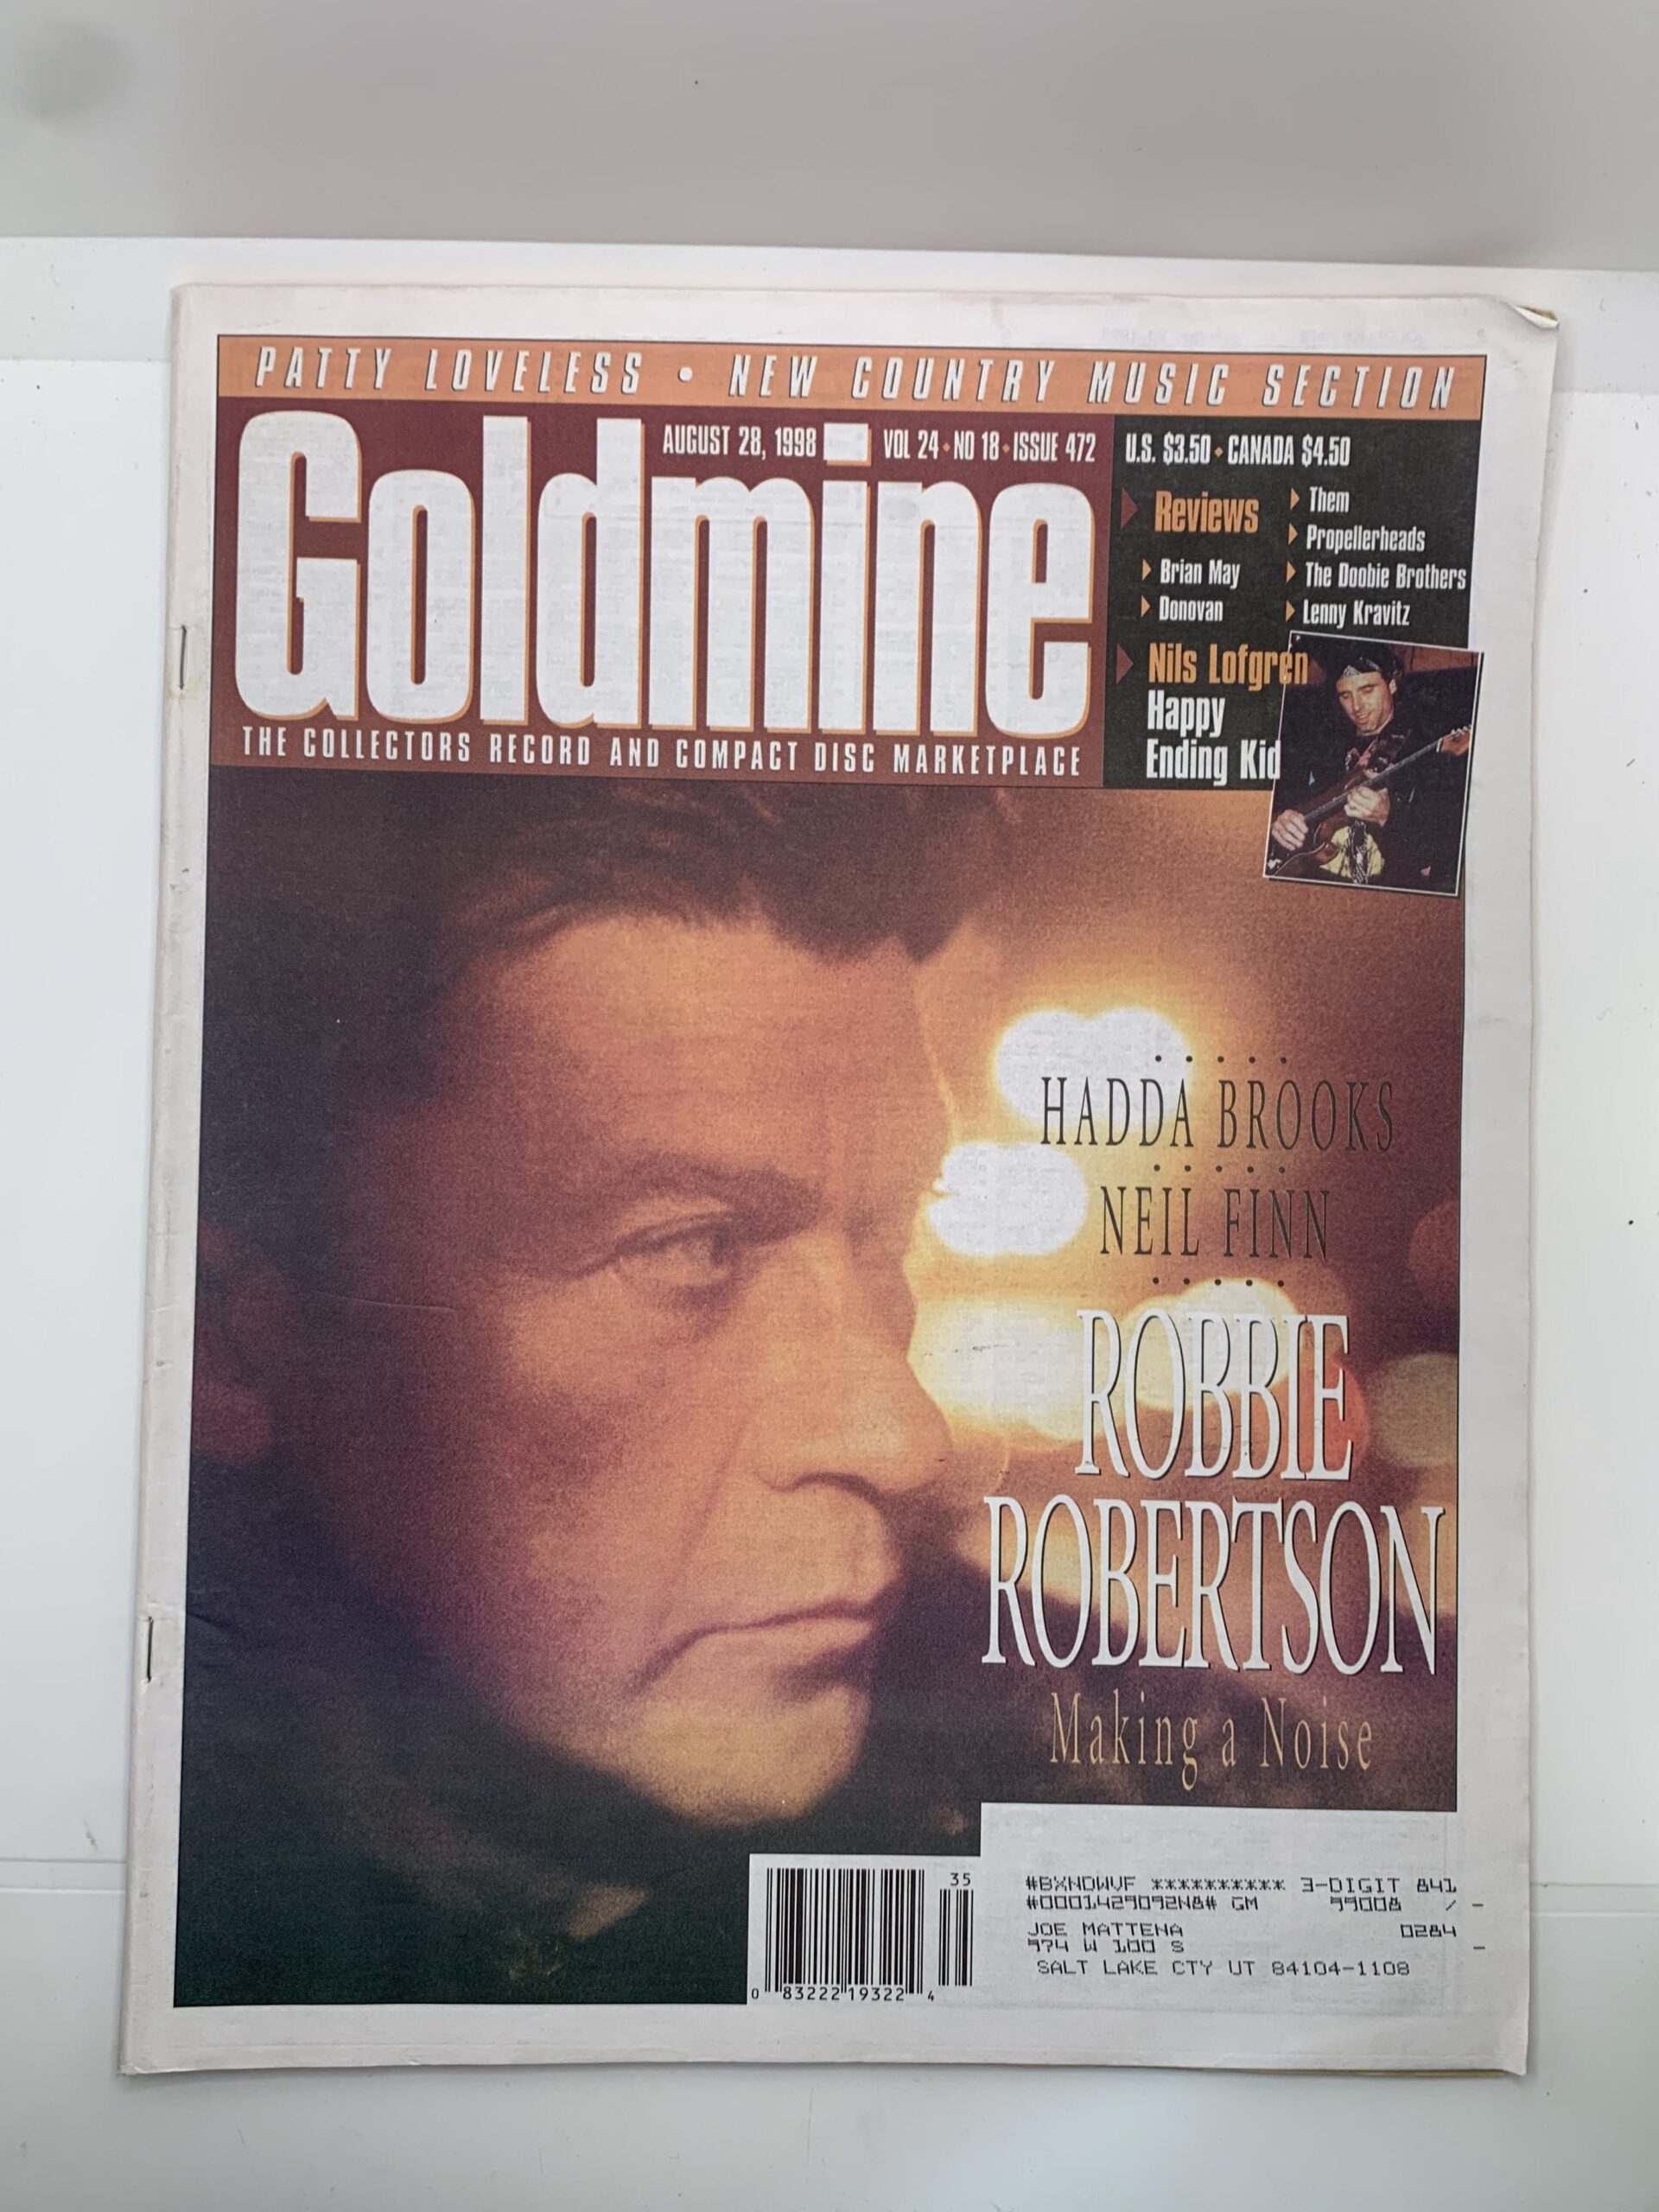 PATTY LOVELESS • NEW COUNTRY MUSIC SECTION
Goldmine
AUGUST 28, 1998
VOL 24 • NO 18 • ISSUE 472
THE COLLECTORS RECORD AND COMPACT DISC MARKETPLACE
U.S. $3.50 • CANADA $4.50
Reviews
Brian May
Donovan
Them
Propellerheads
The Doobie Brothers
Lenny Kravitz
Nils Lofgren
Happy
Ending Kid
HADDA BROOKS
NEIL FINN
ROBBIE
ROBERTSON
Making a Noise
35
0 83222 19322 4
#BXNDWVF ********** 3-DIGIT 841
#0001429092N8# GM 99008 / -
JOE MATTENA 0284
974 W 100 S -
SALT LAKE CTY UT 84104-1108